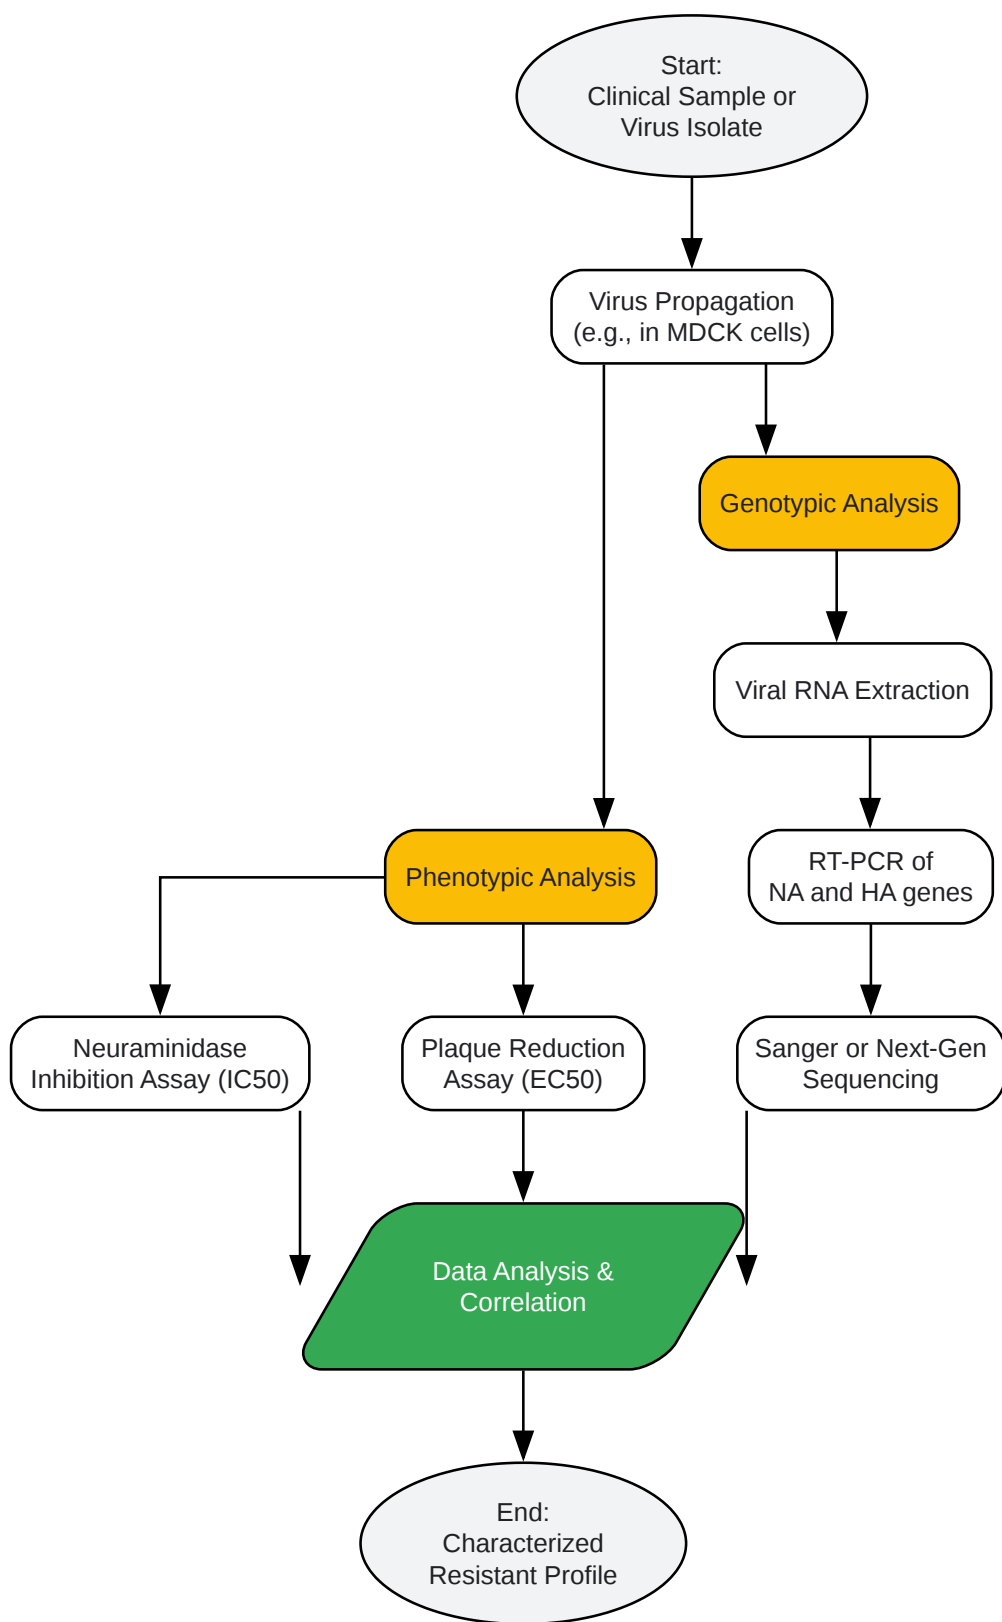 Start:
Clinical Sample or
Virus Isolate
Virus Propagation
(e.g., in MDCK cells)
Genotypic Analysis
Viral RNA Extraction
Phenotypic Analysis
RT-PCR of
NA and HA genes
Neuraminidase
Inhibition Assay (IC50)
Plaque Reduction
Assay (EC50)
Sanger or Next-Gen
Sequencing
Data Analysis &
Correlation
End:
Characterized
Resistant Profile